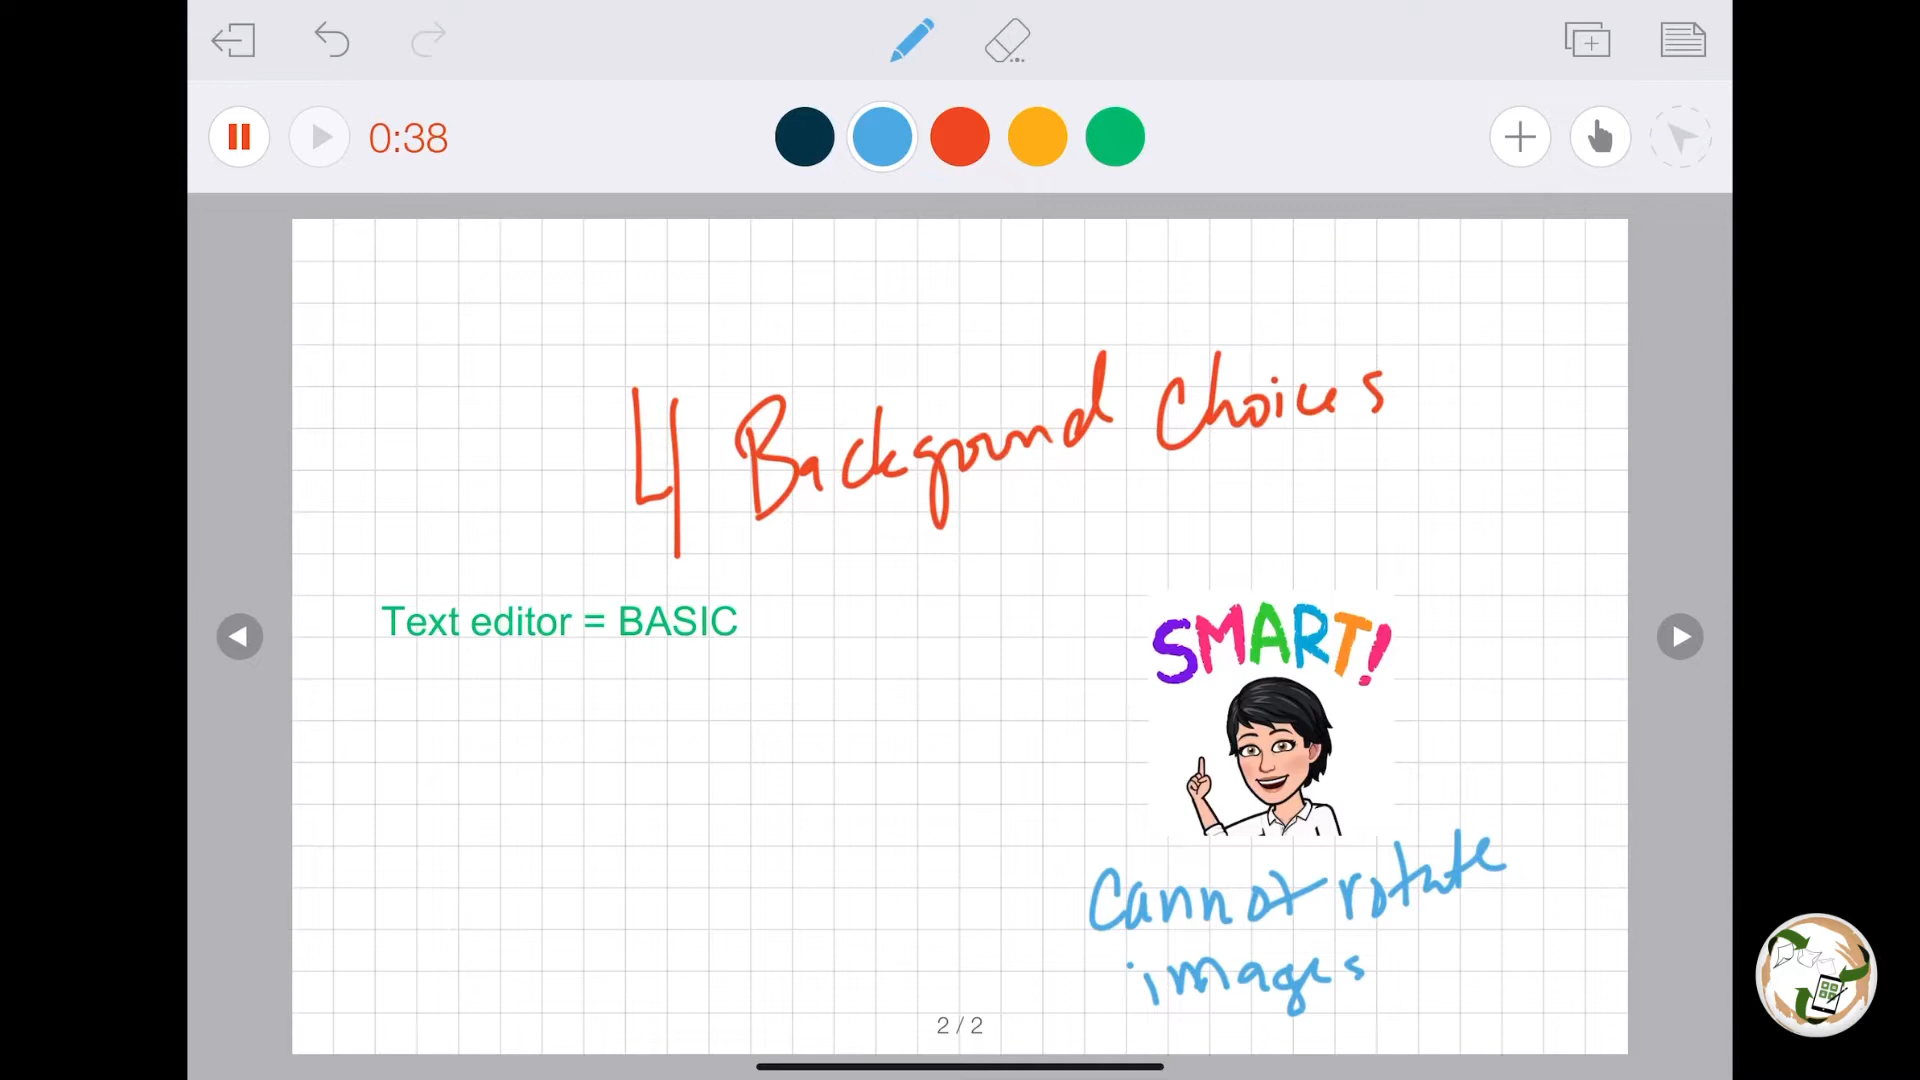 0:38
4 Background Choices
Text editor = BASIC
SMART!
Cannot rotate
images
2 / 2